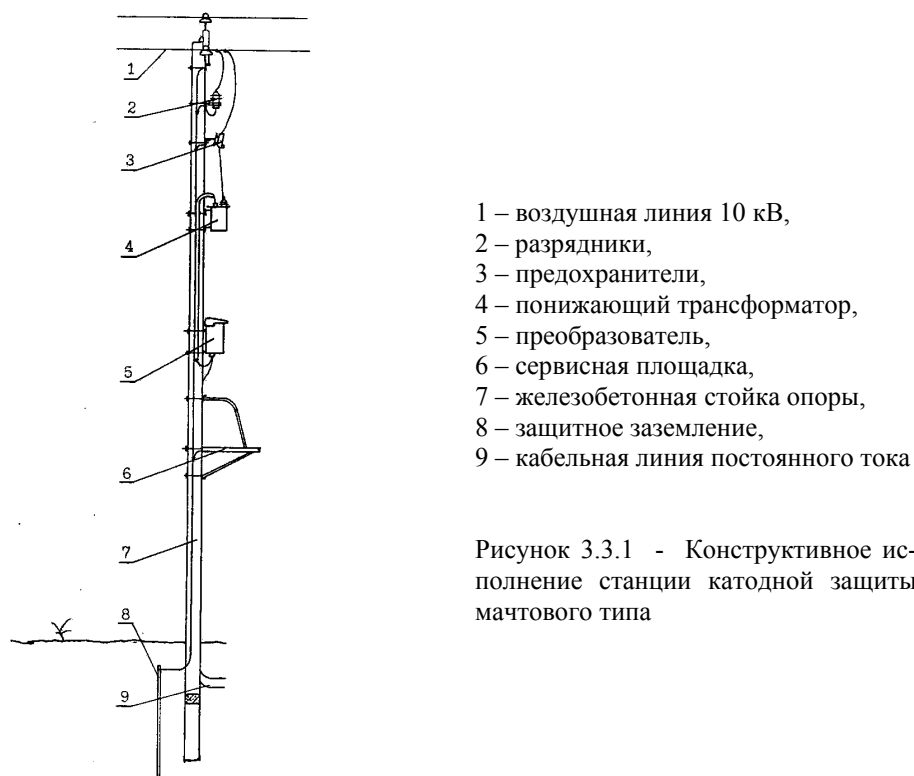 1
2
3
4
5
6
7
8
9
1 – воздушная линия 10 кВ,
2 – разрядники,
3 – предохранители,
4 – понижающий трансформатор,
5 – преобразователь,
6 – сервисная площадка,
7 – железобетонная стойка опоры,
8 – защитное заземление,
9 – кабельная линия постоянного тока
Рисунок 3.3.1 - Конструктивное ис-
полнение станции катодной защиты
мачтового типа